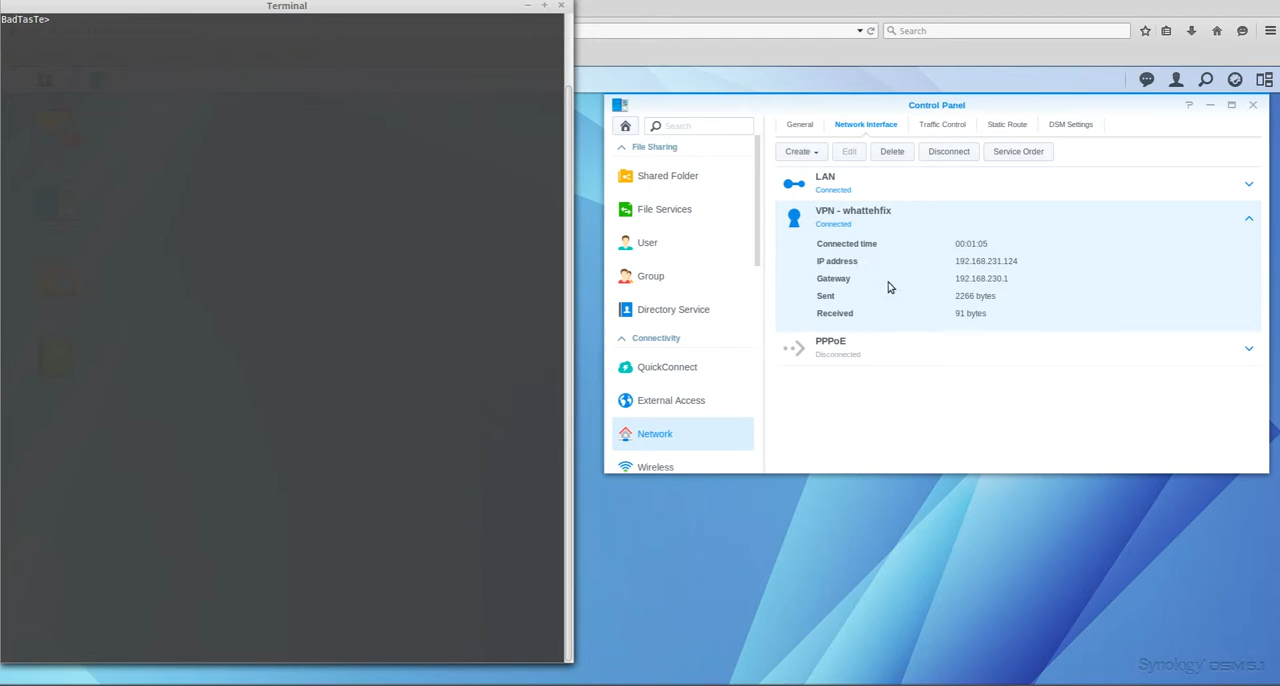 Terminal
BadTasTe>
Search
Control Panel
Search
File Sharing
Shared Folder
File Services
User
Group
Directory Service
Connectivity
QuickConnect
External Access
Network
Wireless
General Network Interface Traffic Control Static Route DSM Settings
Create Edit Delete Disconnect Service Order
LAN
Connected
VPN - whattehfix
Connected
Connected time 00:01:05
IP address 192.168.231.124
Gateway 192.168.230.1
Sent 2266 bytes
Received 91 bytes
PPPoE
Disconnected
Synology DSM 5.1